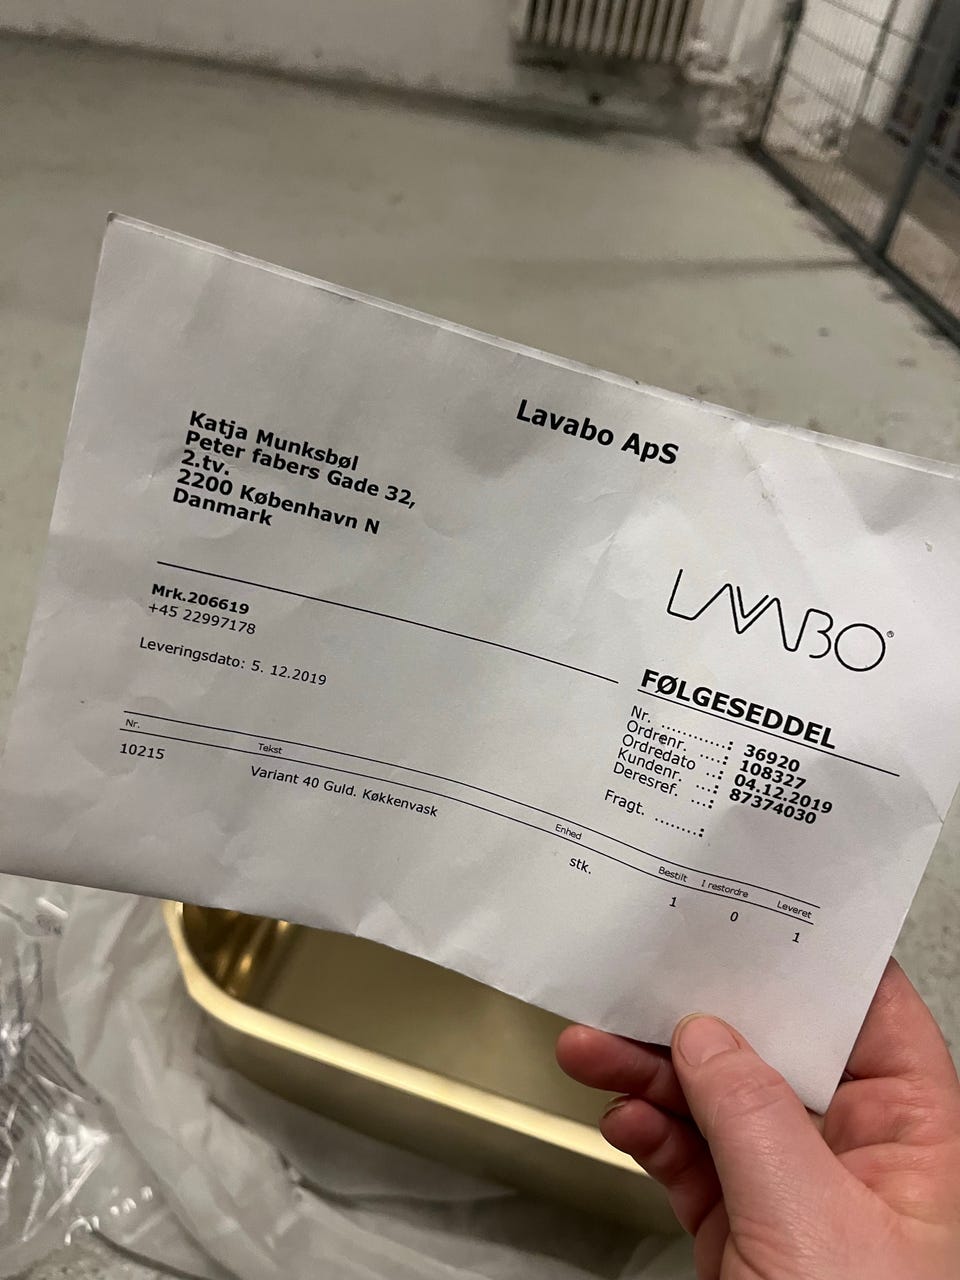 Lavabo ApS
Katja Munksbøl
Peter fabers Gade 32,
2.tv.
2200 København N
Danmark
LAVABO®
Mrk.206619
+45 22997178
Leveringsdato: 5. 12.2019
FØLGESEDDEL
Nr. ............: 36920
Ordrenr. ....: 108327
Ordredato ..: 04.12.2019
Kundenr. ...: 87374030
Deresref. ...:
Fragt. ........:
Nr. Tekst Enhed Bestilt I restordre Leveret
10215 Variant 40 Guld. Køkkenvask stk. 1 0 1